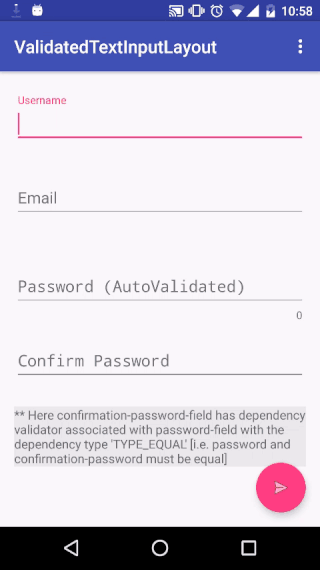 10:58
ValidatedTextInputLayout
Username
Email
Password (AutoValidated)
0
Confirm Password
** Here confirmation-password-field has dependency
validator associated with password-field with the
dependency type 'TYPE_EQUAL' [i.e. password and
confirmation-password must be equal]